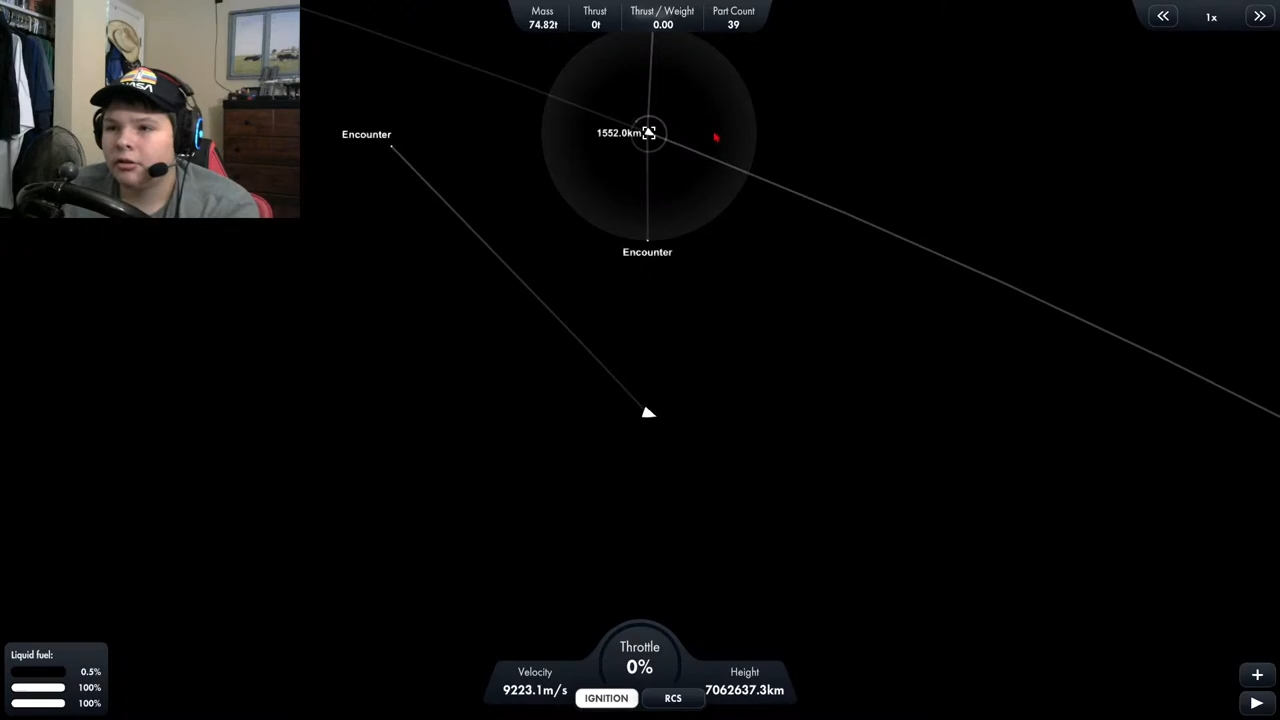 Mass
74.82t
Thrust
0t
Thrust / Weight
0.00
Part Count
39
1x
NASA
Encounter
1552.0km
Encounter
Liquid fuel:
0.5%
100%
100%
Throttle
0%
Velocity
9223.1m/s
Height
7062637.3km
IGNITION
RCS